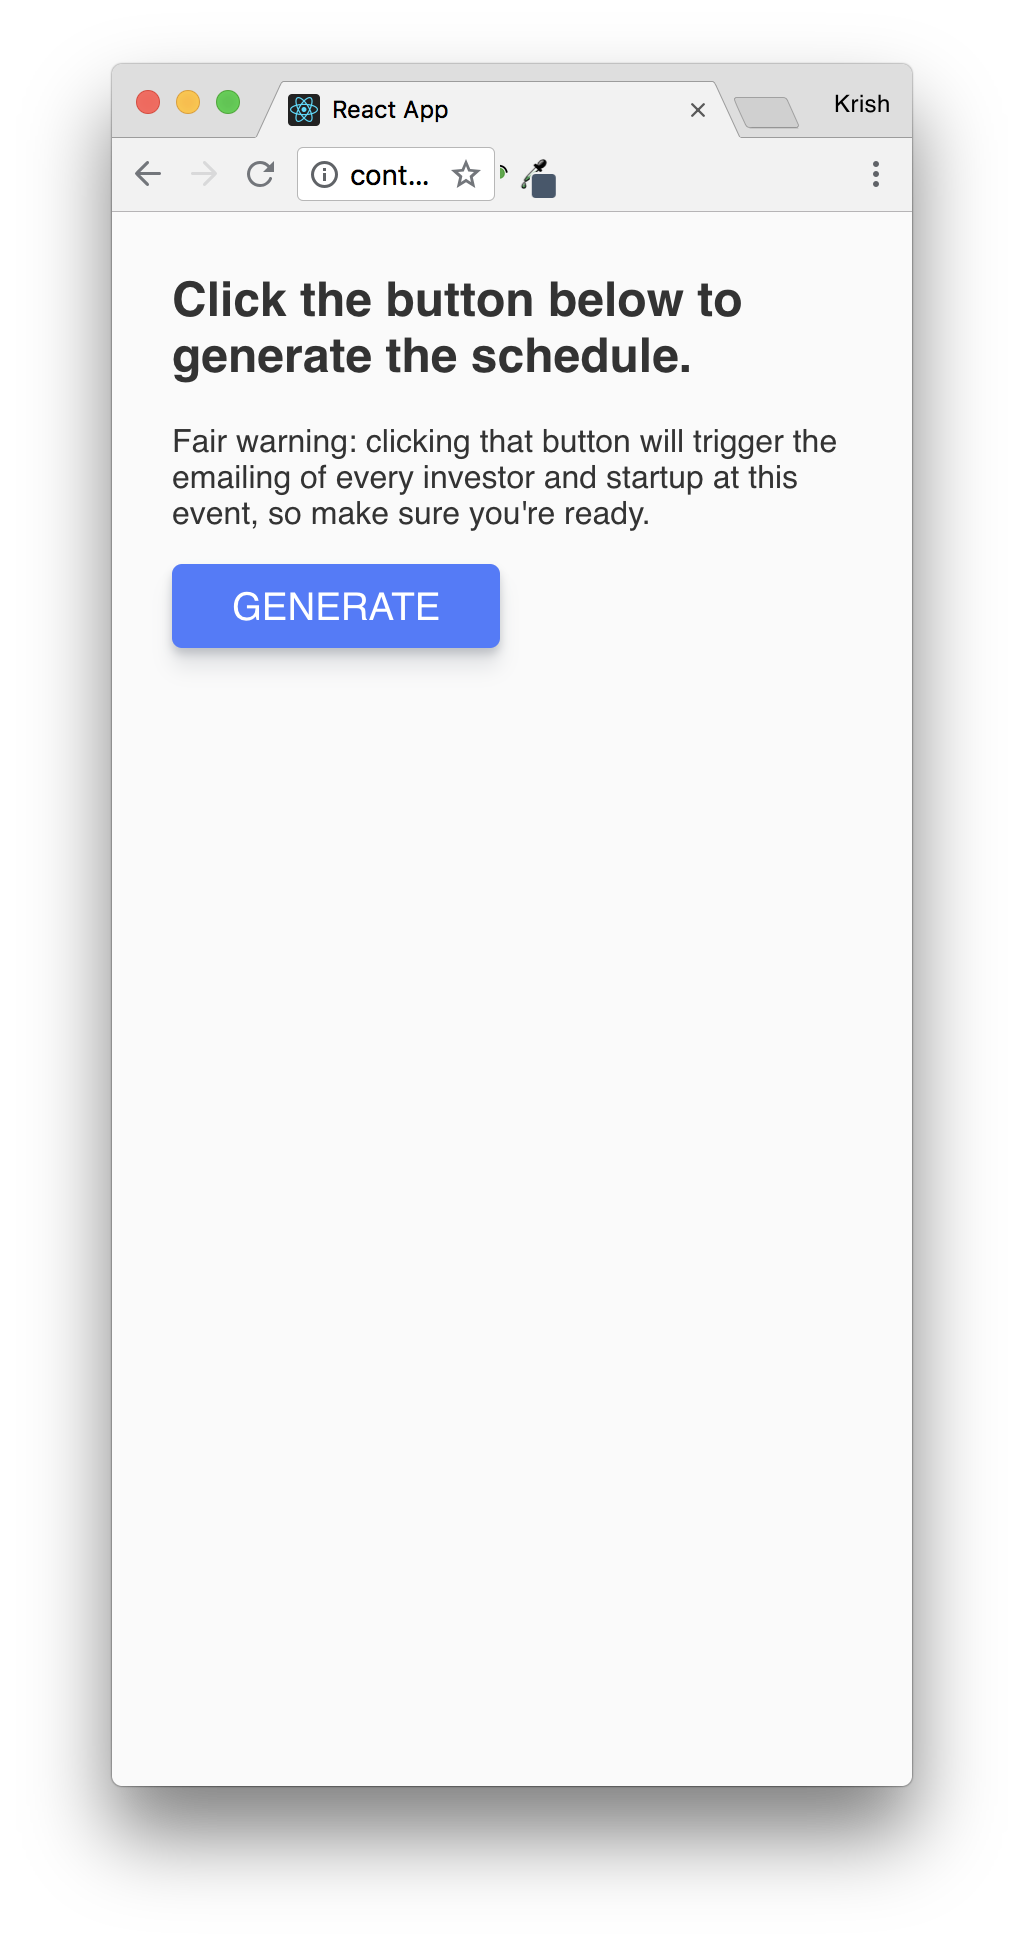 React App
Krish
cont...
Click the button below to
generate the schedule.
Fair warning: clicking that button will trigger the
emailing of every investor and startup at this
event, so make sure you're ready.
GENERATE